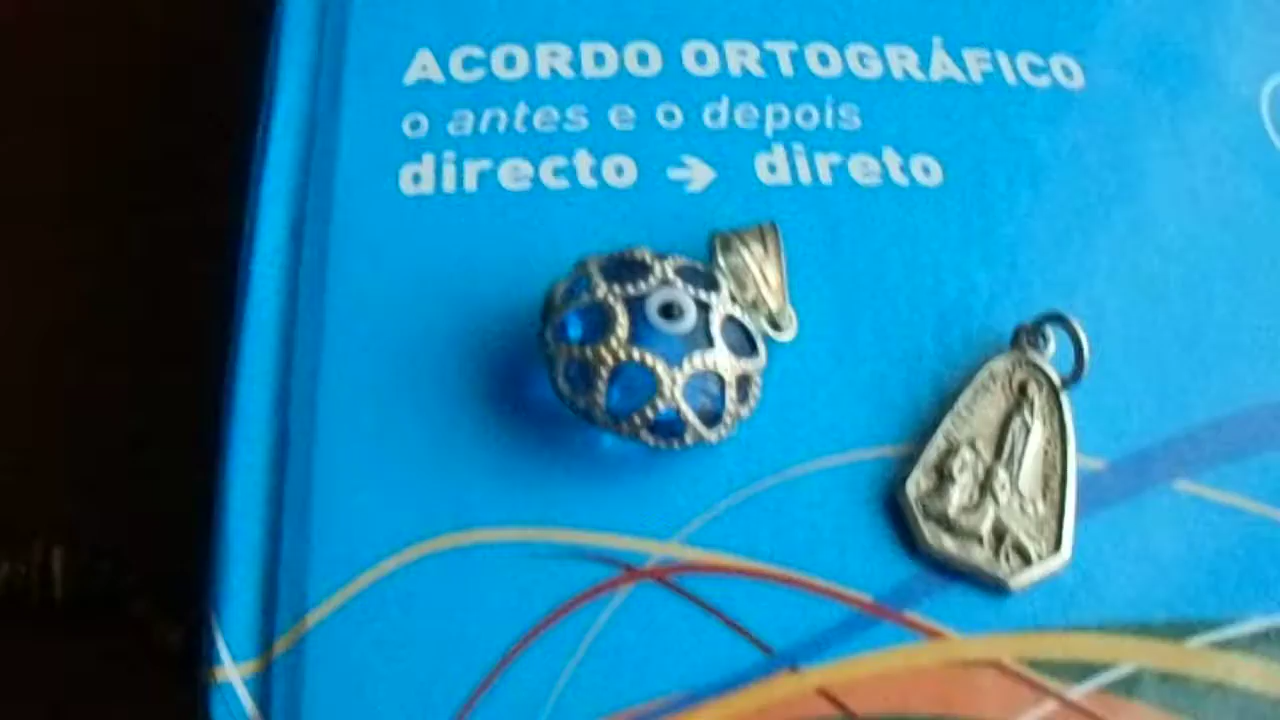 ACORDO ORTOGRÁFICO
o antes e o depois
directo → direto